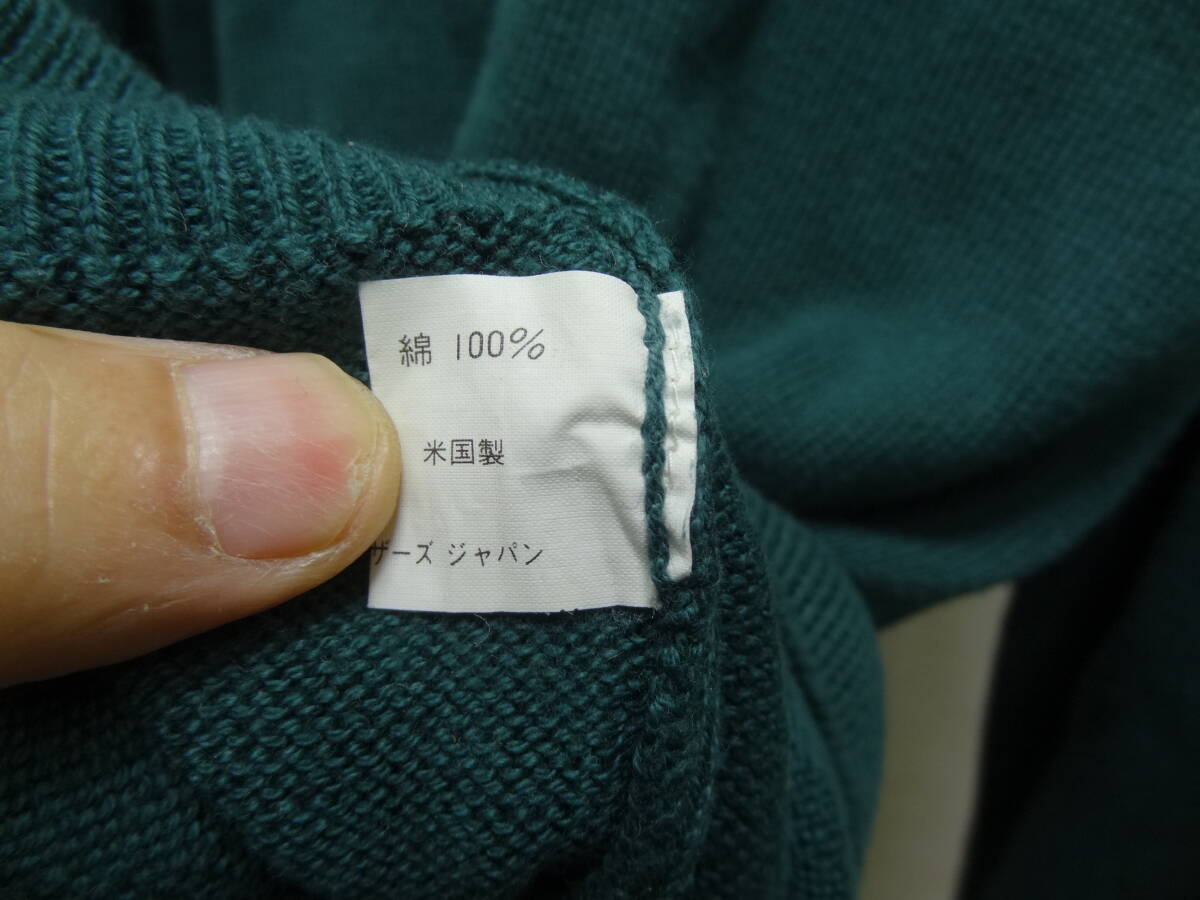 綿 100%
米国製
ザーズ ジャパン